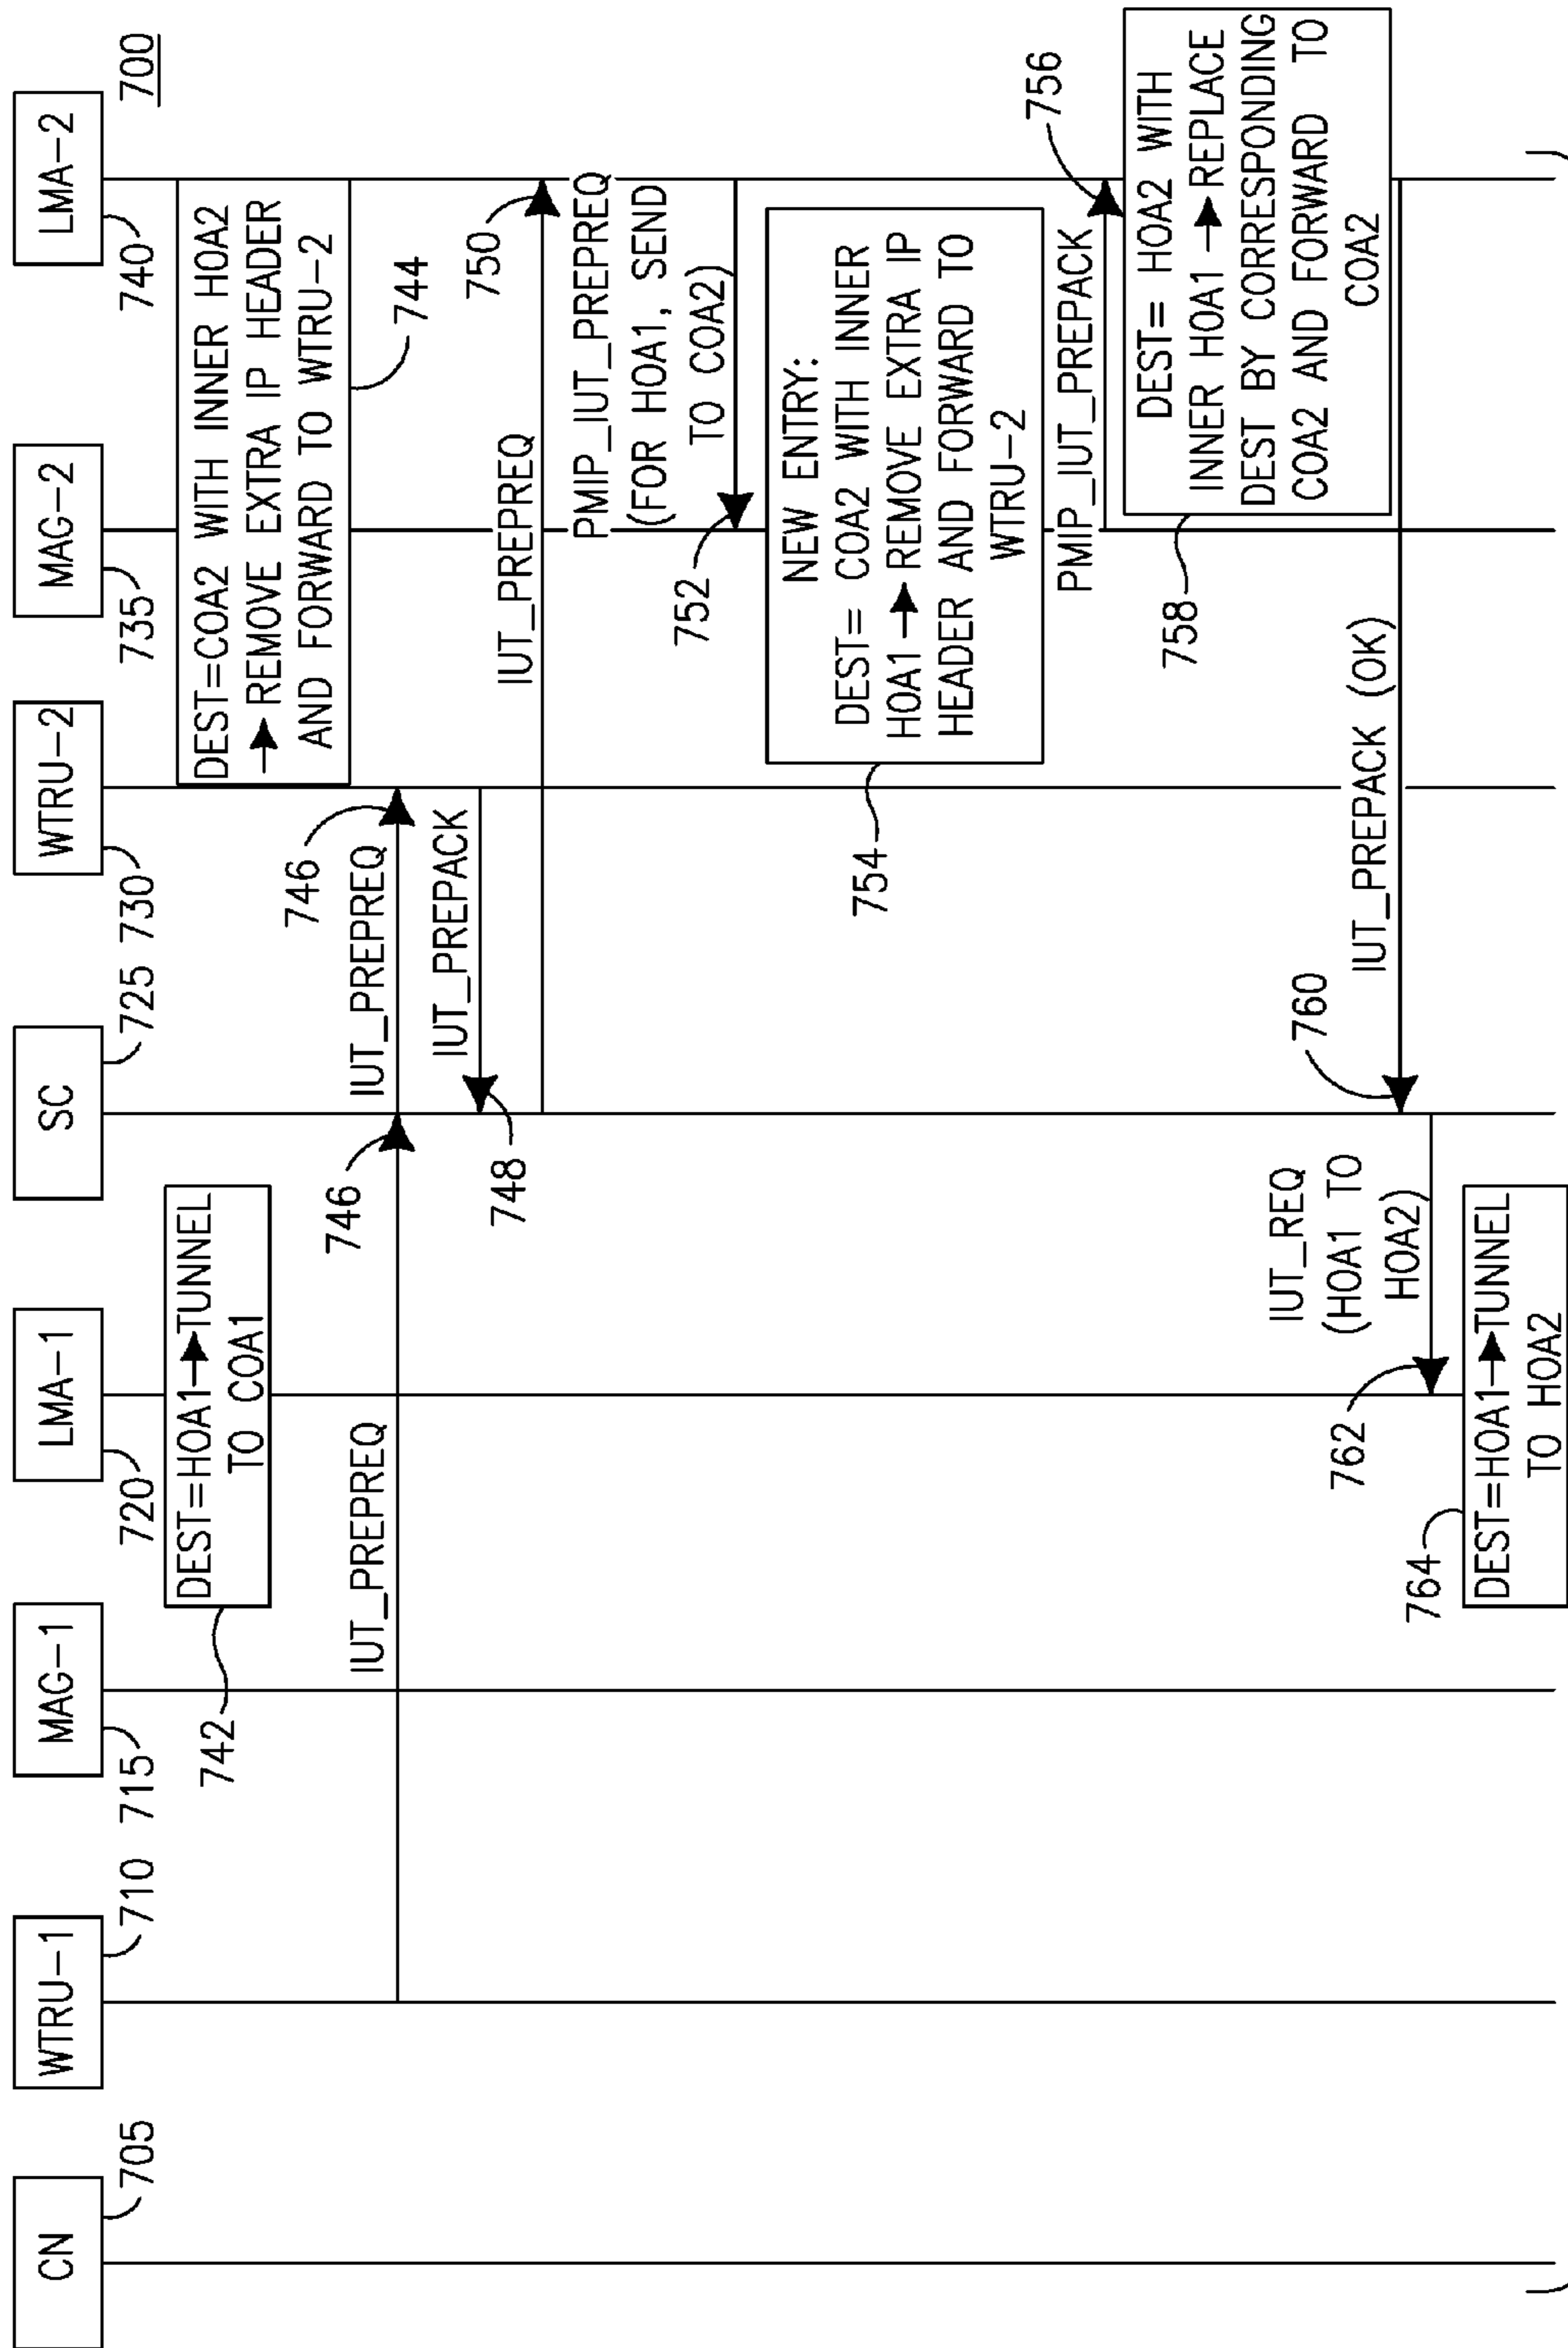 700
CN
705
WTRU-1
710
MAG-1
715
LMA-1
720
SC
725
WTRU-2
730
MAG-2
735
LMA-2
740
DEST=HOA1→TUNNEL
TO COA1
742
DEST=COA2 WITH INNER HOA2
→REMOVE EXTRA IP HEADER
AND FORWARD TO WTRU-2
744
IUT_PREPREQ
746
IUT_PREPREQ
746
IUT_PREPACK
748
IUT_PREPREQ
750
PMIP_IUT_PREPREQ
(FOR HOA1, SEND
TO COA2)
752
NEW ENTRY:
DEST= COA2 WITH INNER
HOA1→REMOVE EXTRA IP
HEADER AND FORWARD TO
WTRU-2
754
PMIP_IUT_PREPACK
756
DEST= HOA2 WITH
INNER HOA1→REPLACE
DEST BY CORRESPONDING
COA2 AND FORWARD TO
COA2
758
IUT_PREPACK (OK)
760
IUT_REQ
(HOA1 TO
HOA2)
762
DEST=HOA1→TUNNEL
TO HOA2
764